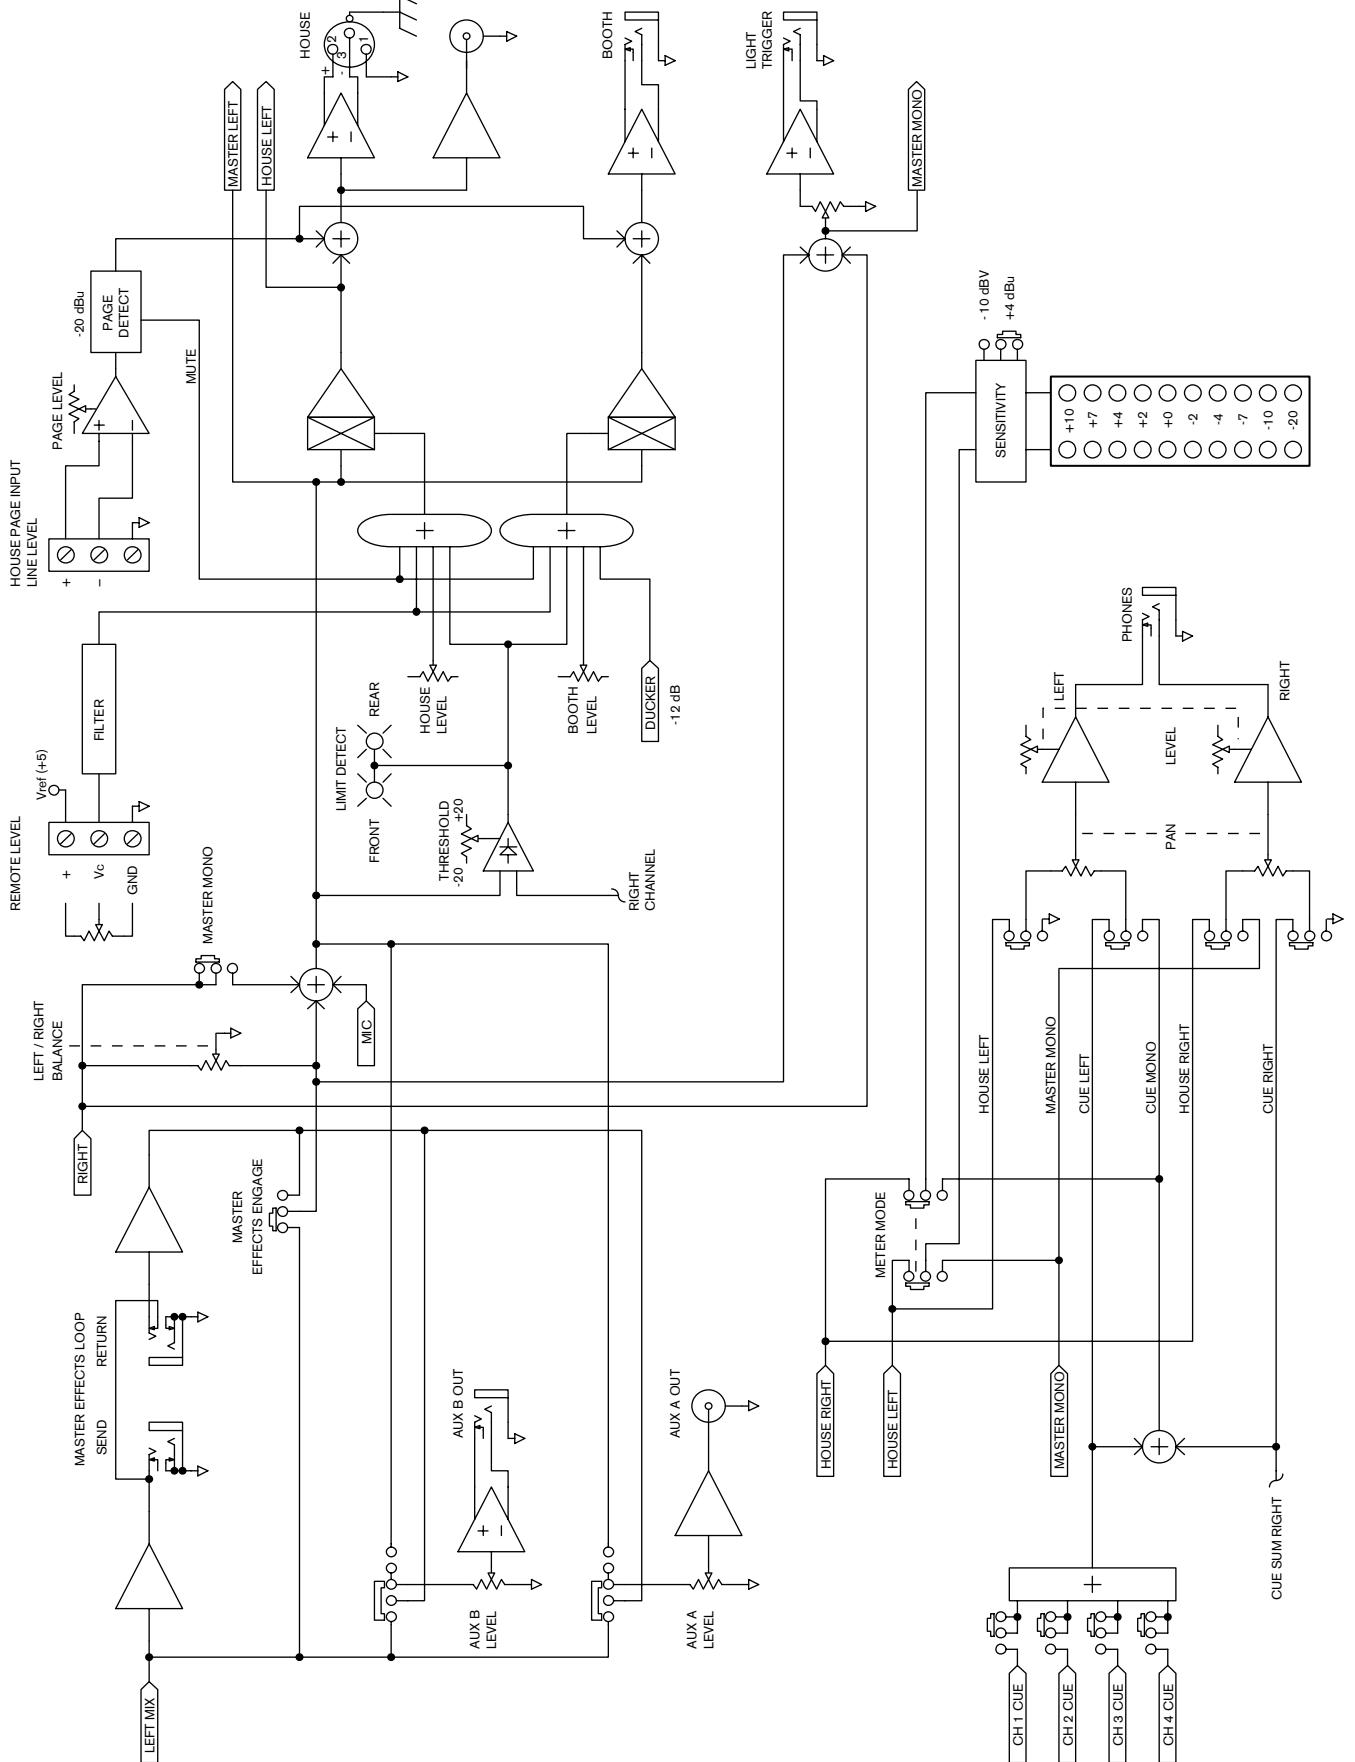 HOUSE
2
3
1
+
-
BOOTH
LIGHT
TRIGGER
MASTER LEFT
HOUSE LEFT
+
–
+
–
+
–
MASTER MONO
+
+
+
-20 dBu
PAGE
DETECT
MUTE
PAGE LEVEL
+
–
HOUSE PAGE INPUT
LINE LEVEL
+
–
-10 dBV
+4 dBu
SENSITIVITY
+10
+7
+4
+2
+0
-2
-4
-7
-10
-20
+
+
REMOTE LEVEL
Vref (+5)
+
Vc
GND
FILTER
HOUSE
LEVEL
BOOTH
LEVEL
DUCKER
-12 dB
LIMIT DETECT
FRONT
REAR
THRESHOLD
-20
+20
RIGHT
CHANNEL
PHONES
LEFT
LEVEL
RIGHT
PAN
MASTER MONO
LEFT / RIGHT
BALANCE
+
MIC
RIGHT
MASTER
EFFECTS ENGAGE
MASTER EFFECTS LOOP
SEND
RETURN
LEFT MIX
AUX B OUT
+
–
AUX B
LEVEL
AUX A OUT
AUX A
LEVEL
METER MODE
HOUSE LEFT
MASTER MONO
CUE LEFT
CUE MONO
HOUSE RIGHT
CUE RIGHT
HOUSE RIGHT
HOUSE LEFT
MASTER MONO
+
CUE SUM RIGHT
+
CH 1 CUE
CH 2 CUE
CH 3 CUE
CH 4 CUE